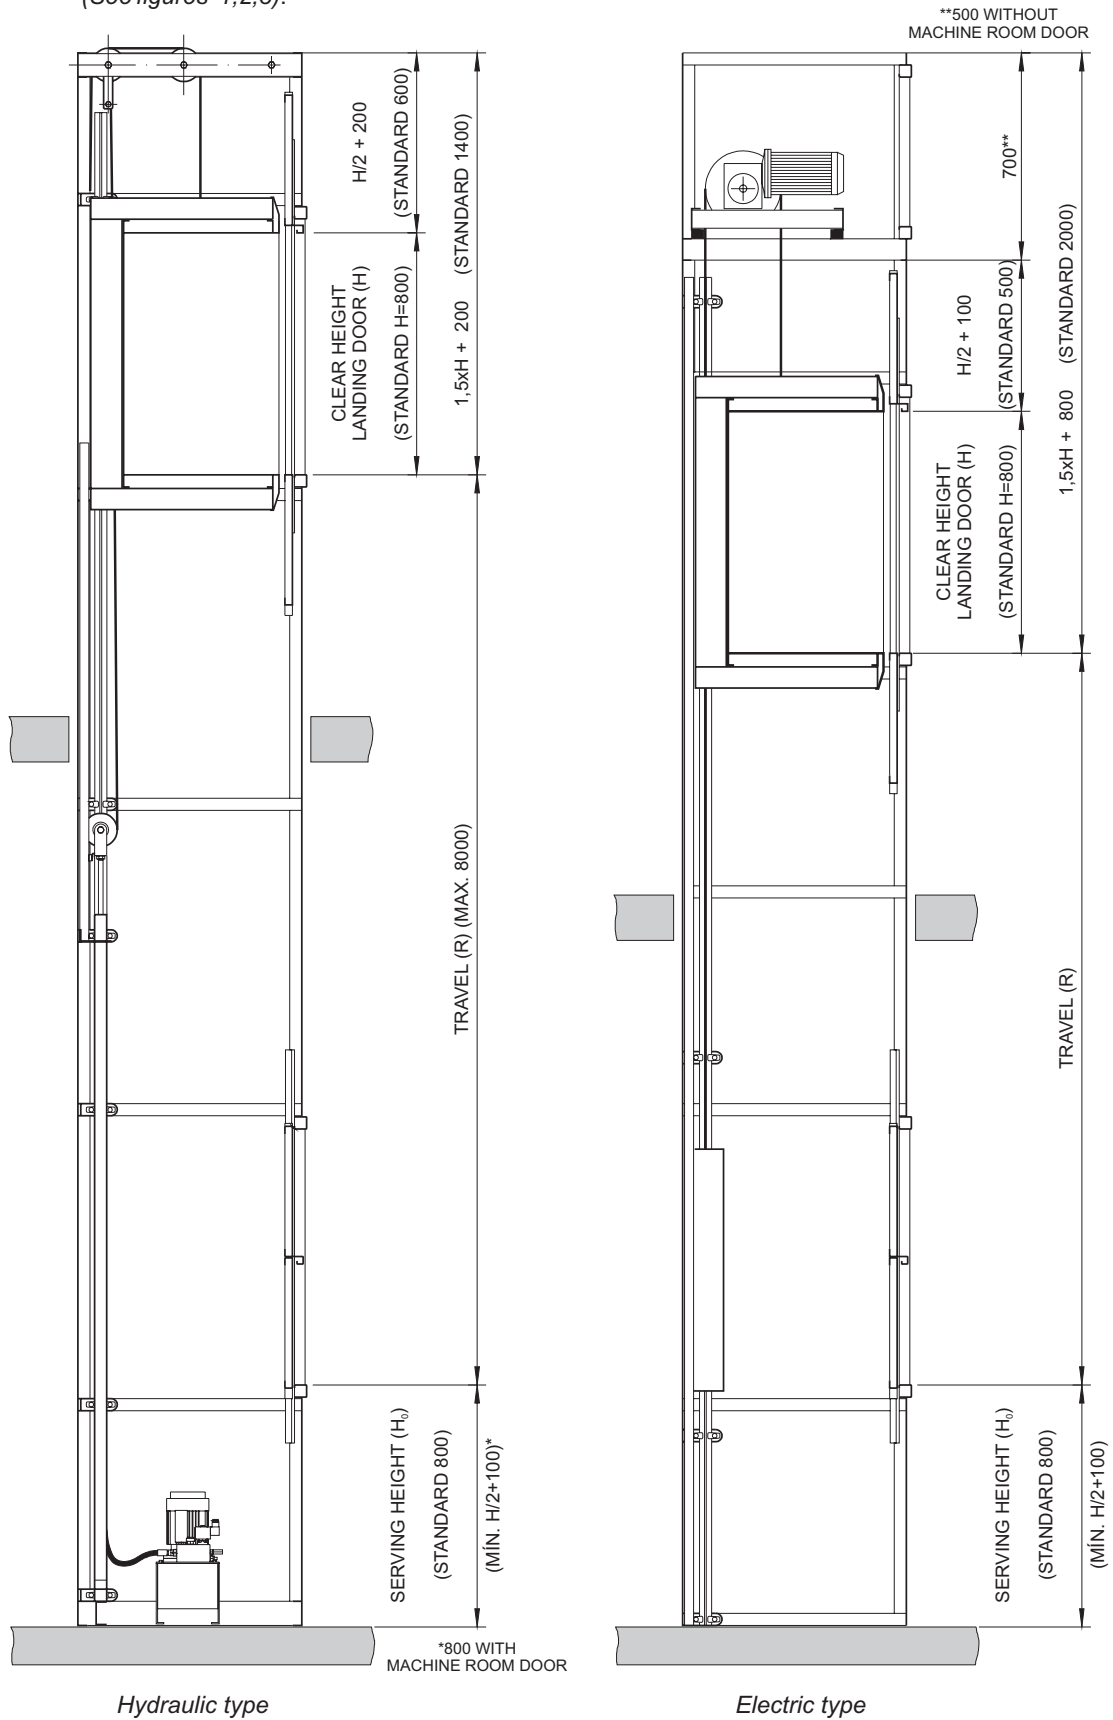 (See figures 1,2,3).
**500 WITHOUT
MACHINE ROOM DOOR
H/2 + 200
(STANDARD 600)
CLEAR HEIGHT
LANDING DOOR (H)
(STANDARD H=800)
1,5xH + 200 (STANDARD 1400)
TRAVEL (R) (MAX. 8000)
SERVING HEIGHT (H₀)
(STANDARD 800)
(MÍN. H/2+100)*
*800 WITH
MACHINE ROOM DOOR
Hydraulic type
700**
H/2 + 100
(STANDARD 500)
CLEAR HEIGHT
LANDING DOOR (H)
(STANDARD H=800)
1,5xH + 800 (STANDARD 2000)
TRAVEL (R)
SERVING HEIGHT (H₀)
(STANDARD 800)
(MÍN. H/2+100)
Electric type